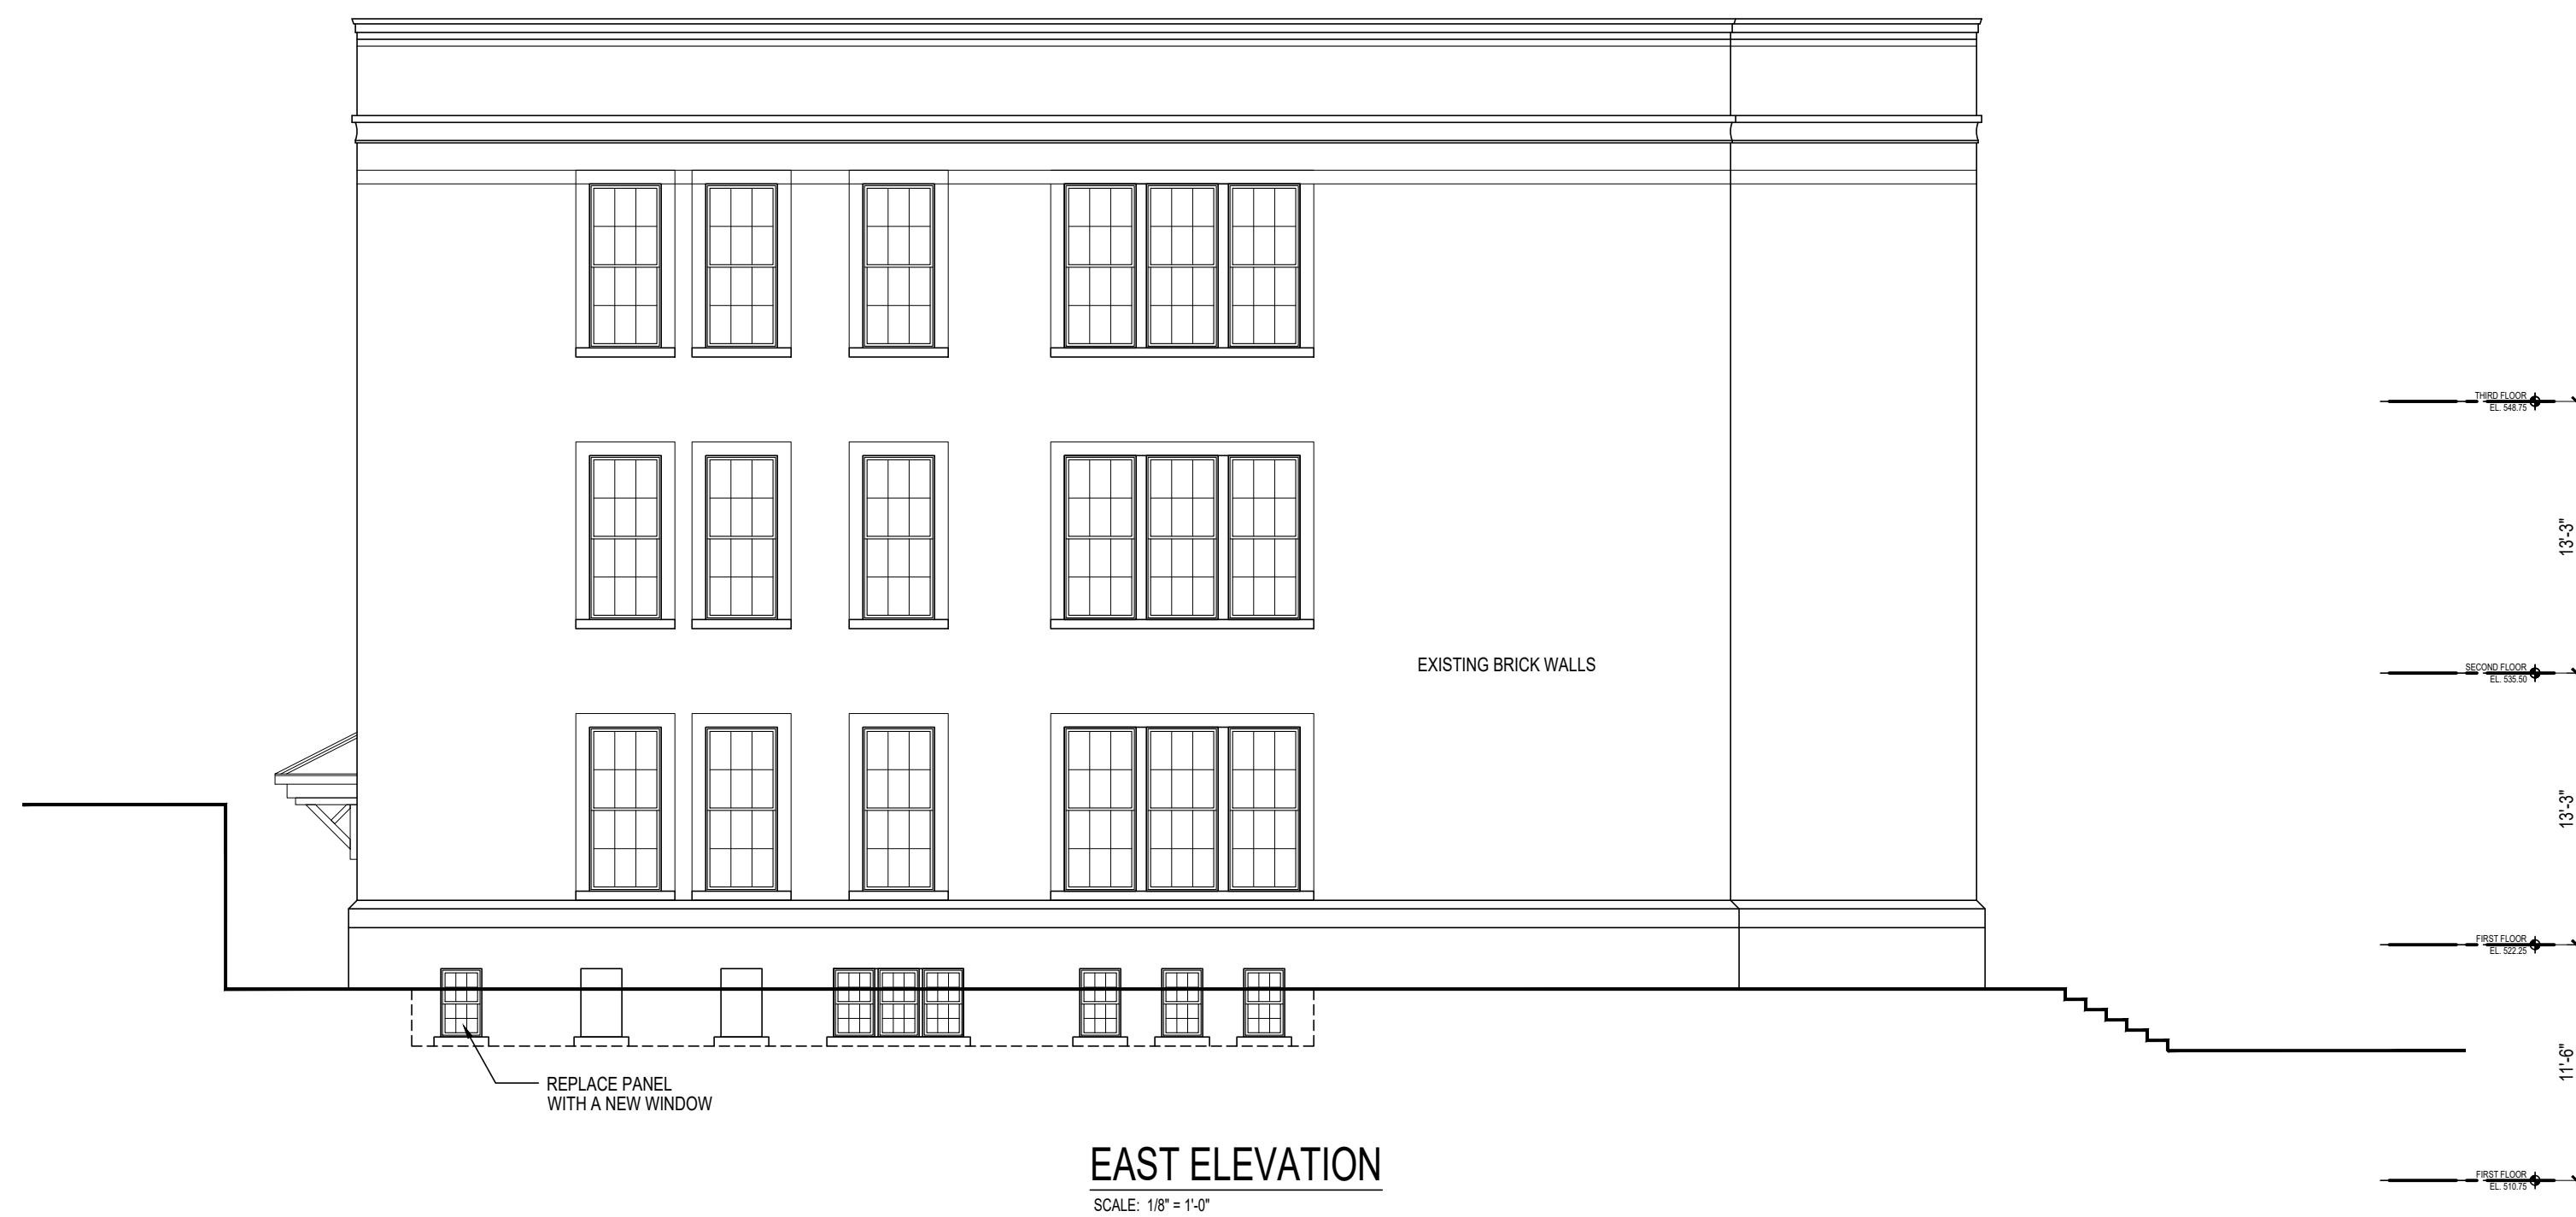 THIRD FLOOR
EL. 548.75
13'-3"
EXISTING BRICK WALLS
SECOND FLOOR
EL. 535.50
13'-3"
FIRST FLOOR
EL. 522.25
11'-6"
REPLACE PANEL
WITH A NEW WINDOW
EAST ELEVATION
SCALE: 1/8" = 1'-0"
FIRST FLOOR
EL. 510.75